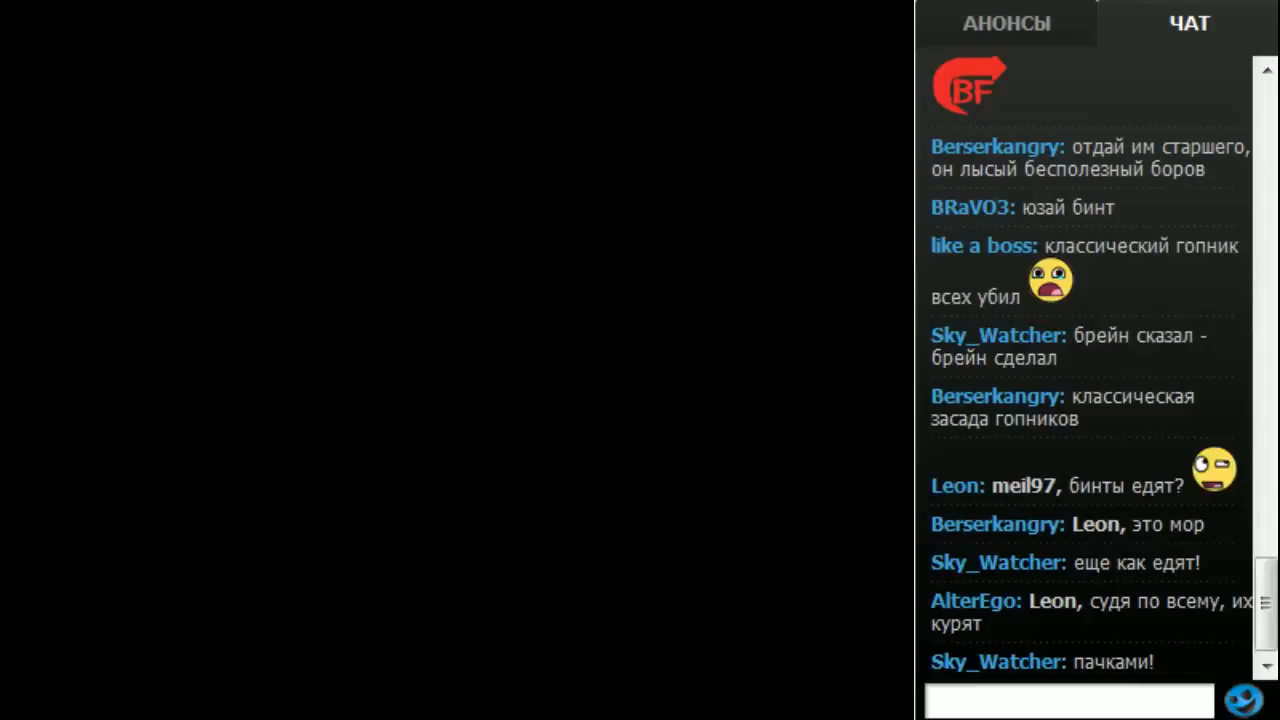 АНОНСЫ
ЧАТ
BF
Berserkangry: отдай им старшего,
он лысый бесполезный боров
BRaVO3: юзай бинт
like a boss: классический гопник
всех убил
Sky_Watcher: брейн сказал -
брейн сделал
Berserkangry: классическая
засада гопников
Leon: meil97, бинты едят?
Berserkangry: Leon, это мор
Sky_Watcher: еще как едят!
AlterEgo: Leon, судя по всему, их
курят
Sky_Watcher: пачками!